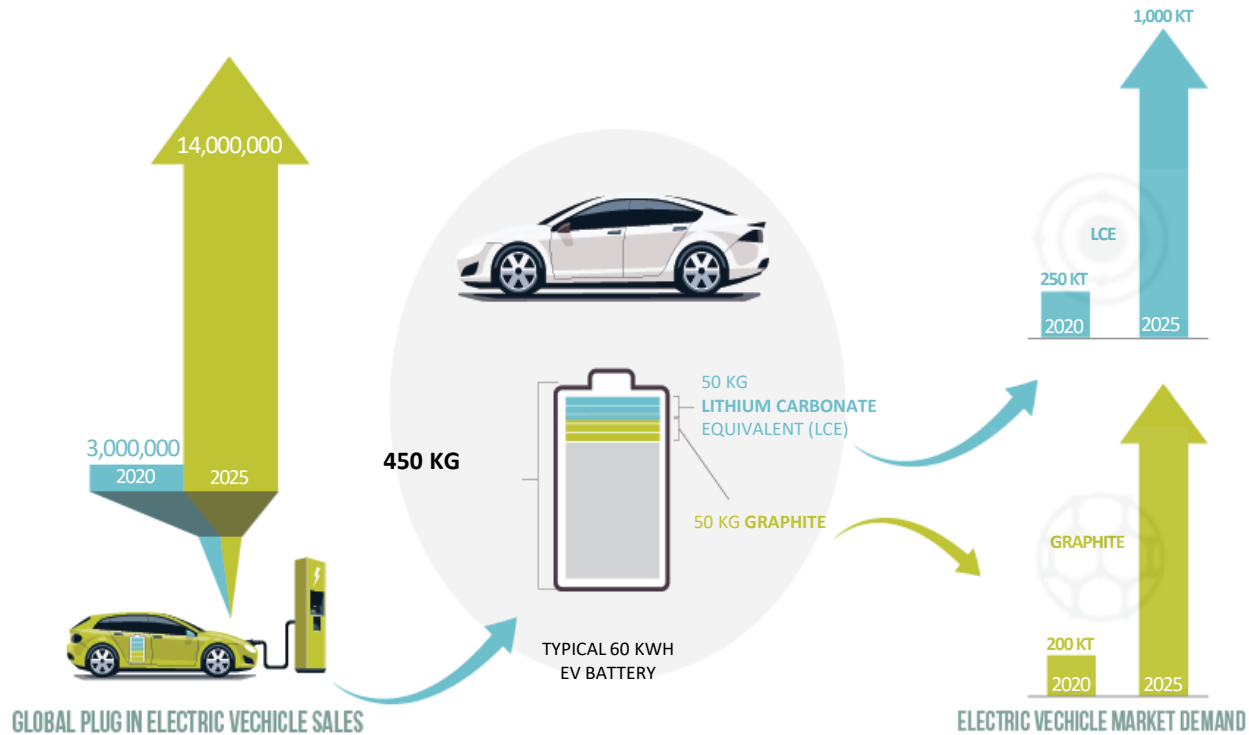 14,000,000
3,000,000
2020
2025
GLOBAL PLUG IN ELECTRIC VECHICLE SALES
450 KG
50 KG
LITHIUM CARBONATE
EQUIVALENT (LCE)
50 KG GRAPHITE
TYPICAL 60 KWH
EV BATTERY
1,000 KT
LCE
250 KT
2020
2025
GRAPHITE
200 KT
2020
2025
ELECTRIC VECHICLE MARKET DEMAND